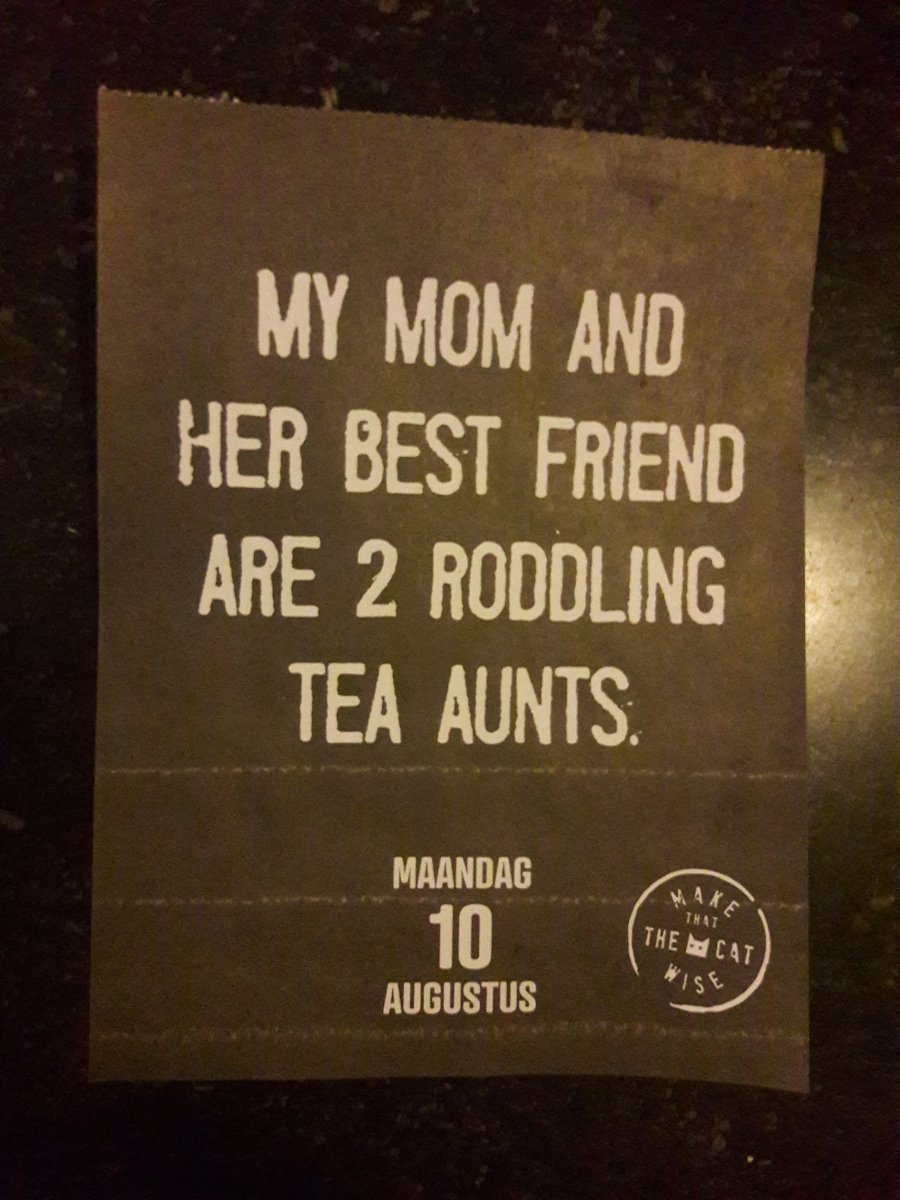 MY MOM AND
HER BEST FRIEND
ARE 2 RODDLING
TEA AUNTS.
MAANDAG
10
AUGUSTUS
MAKE
THAT
THE CAT
WISE